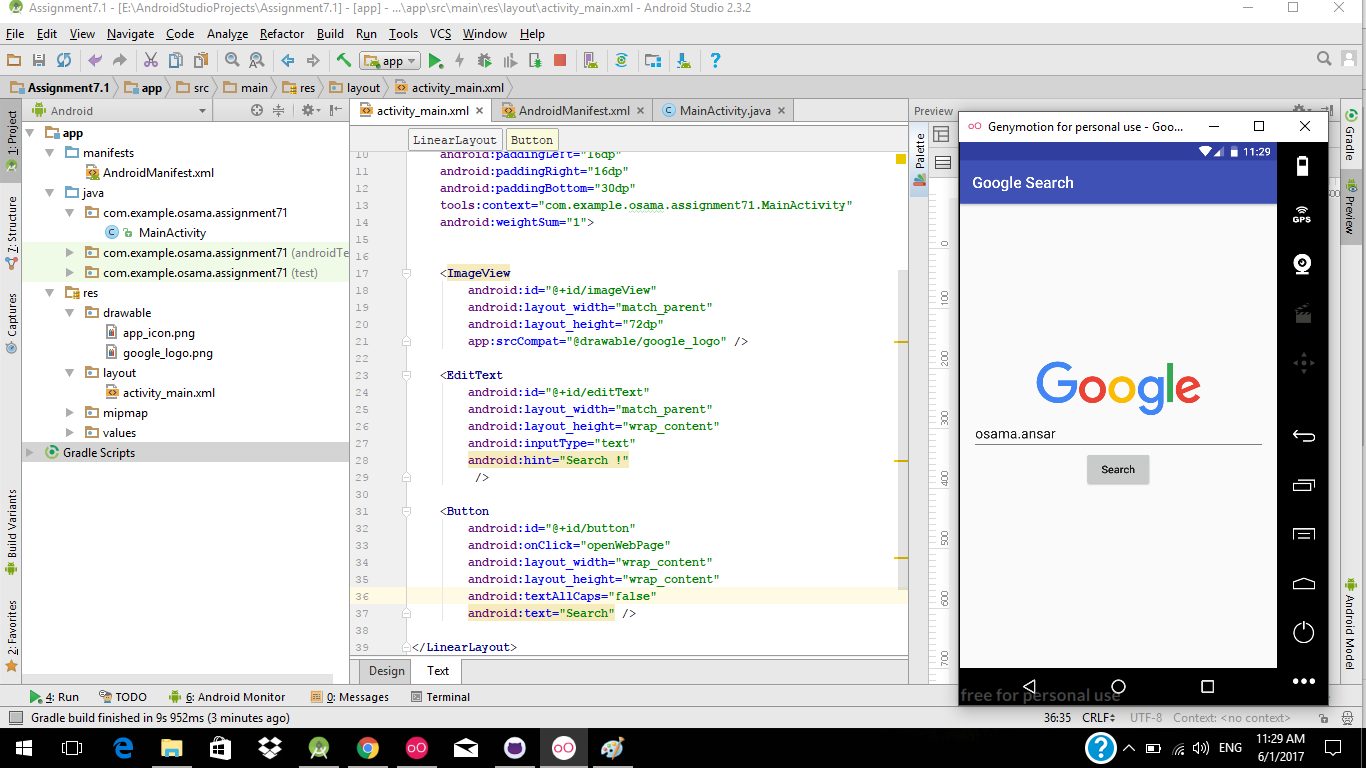 Assignment7.1 - [E:\AndroidStudioProjects\Assignment7.1] - [app] - ...\app\src\main\res\layout\activity_main.xml - Android Studio 2.3.2
File Edit View Navigate Code Analyze Refactor Build Run Tools VCS Window Help
app
Assignment7.1 app src main res layout activity_main.xml
Android
activity_main.xml AndroidManifest.xml MainActivity.java
Preview
1: Project
7: Structure
Captures
Build Variants
2: Favorites
app
manifests
AndroidManifest.xml
java
com.example.osama.assignment71
MainActivity
com.example.osama.assignment71 (androidTe
com.example.osama.assignment71 (test)
res
drawable
app_icon.png
google_logo.png
layout
activity_main.xml
mipmap
values
Gradle Scripts
LinearLayout Button
10 android:paddingLeft="16dp"
11 android:paddingRight="16dp"
12 android:paddingBottom="30dp"
13 tools:context="com.example.osama.assignment71.MainActivity"
14 android:weightSum="1">
15
16
17 <ImageView
18 android:id="@+id/imageView"
19 android:layout_width="match_parent"
20 android:layout_height="72dp"
21 app:srcCompat="@drawable/google_logo" />
22
23 <EditText
24 android:id="@+id/editText"
25 android:layout_width="match_parent"
26 android:layout_height="wrap_content"
27 android:inputType="text"
28 android:hint="Search !"
29 />
30
31 <Button
32 android:id="@+id/button"
33 android:onClick="openWebPage"
34 android:layout_width="wrap_content"
35 android:layout_height="wrap_content"
36 android:textAllCaps="false"
37 android:text="Search" />
38
39 </LinearLayout>
Design Text
Palette
0
100
200
300
400
500
600
700
Genymotion for personal use - Goo...
11:29
Google Search
Google
osama.ansar
Search
free for personal use
GPS
Gradle
Preview
Android Model
4: Run TODO 6: Android Monitor 0: Messages Terminal
Gradle build finished in 9s 952ms (3 minutes ago)
36:35 CRLF UTF-8 Context: <no context>
ENG
11:29 AM
6/1/2017